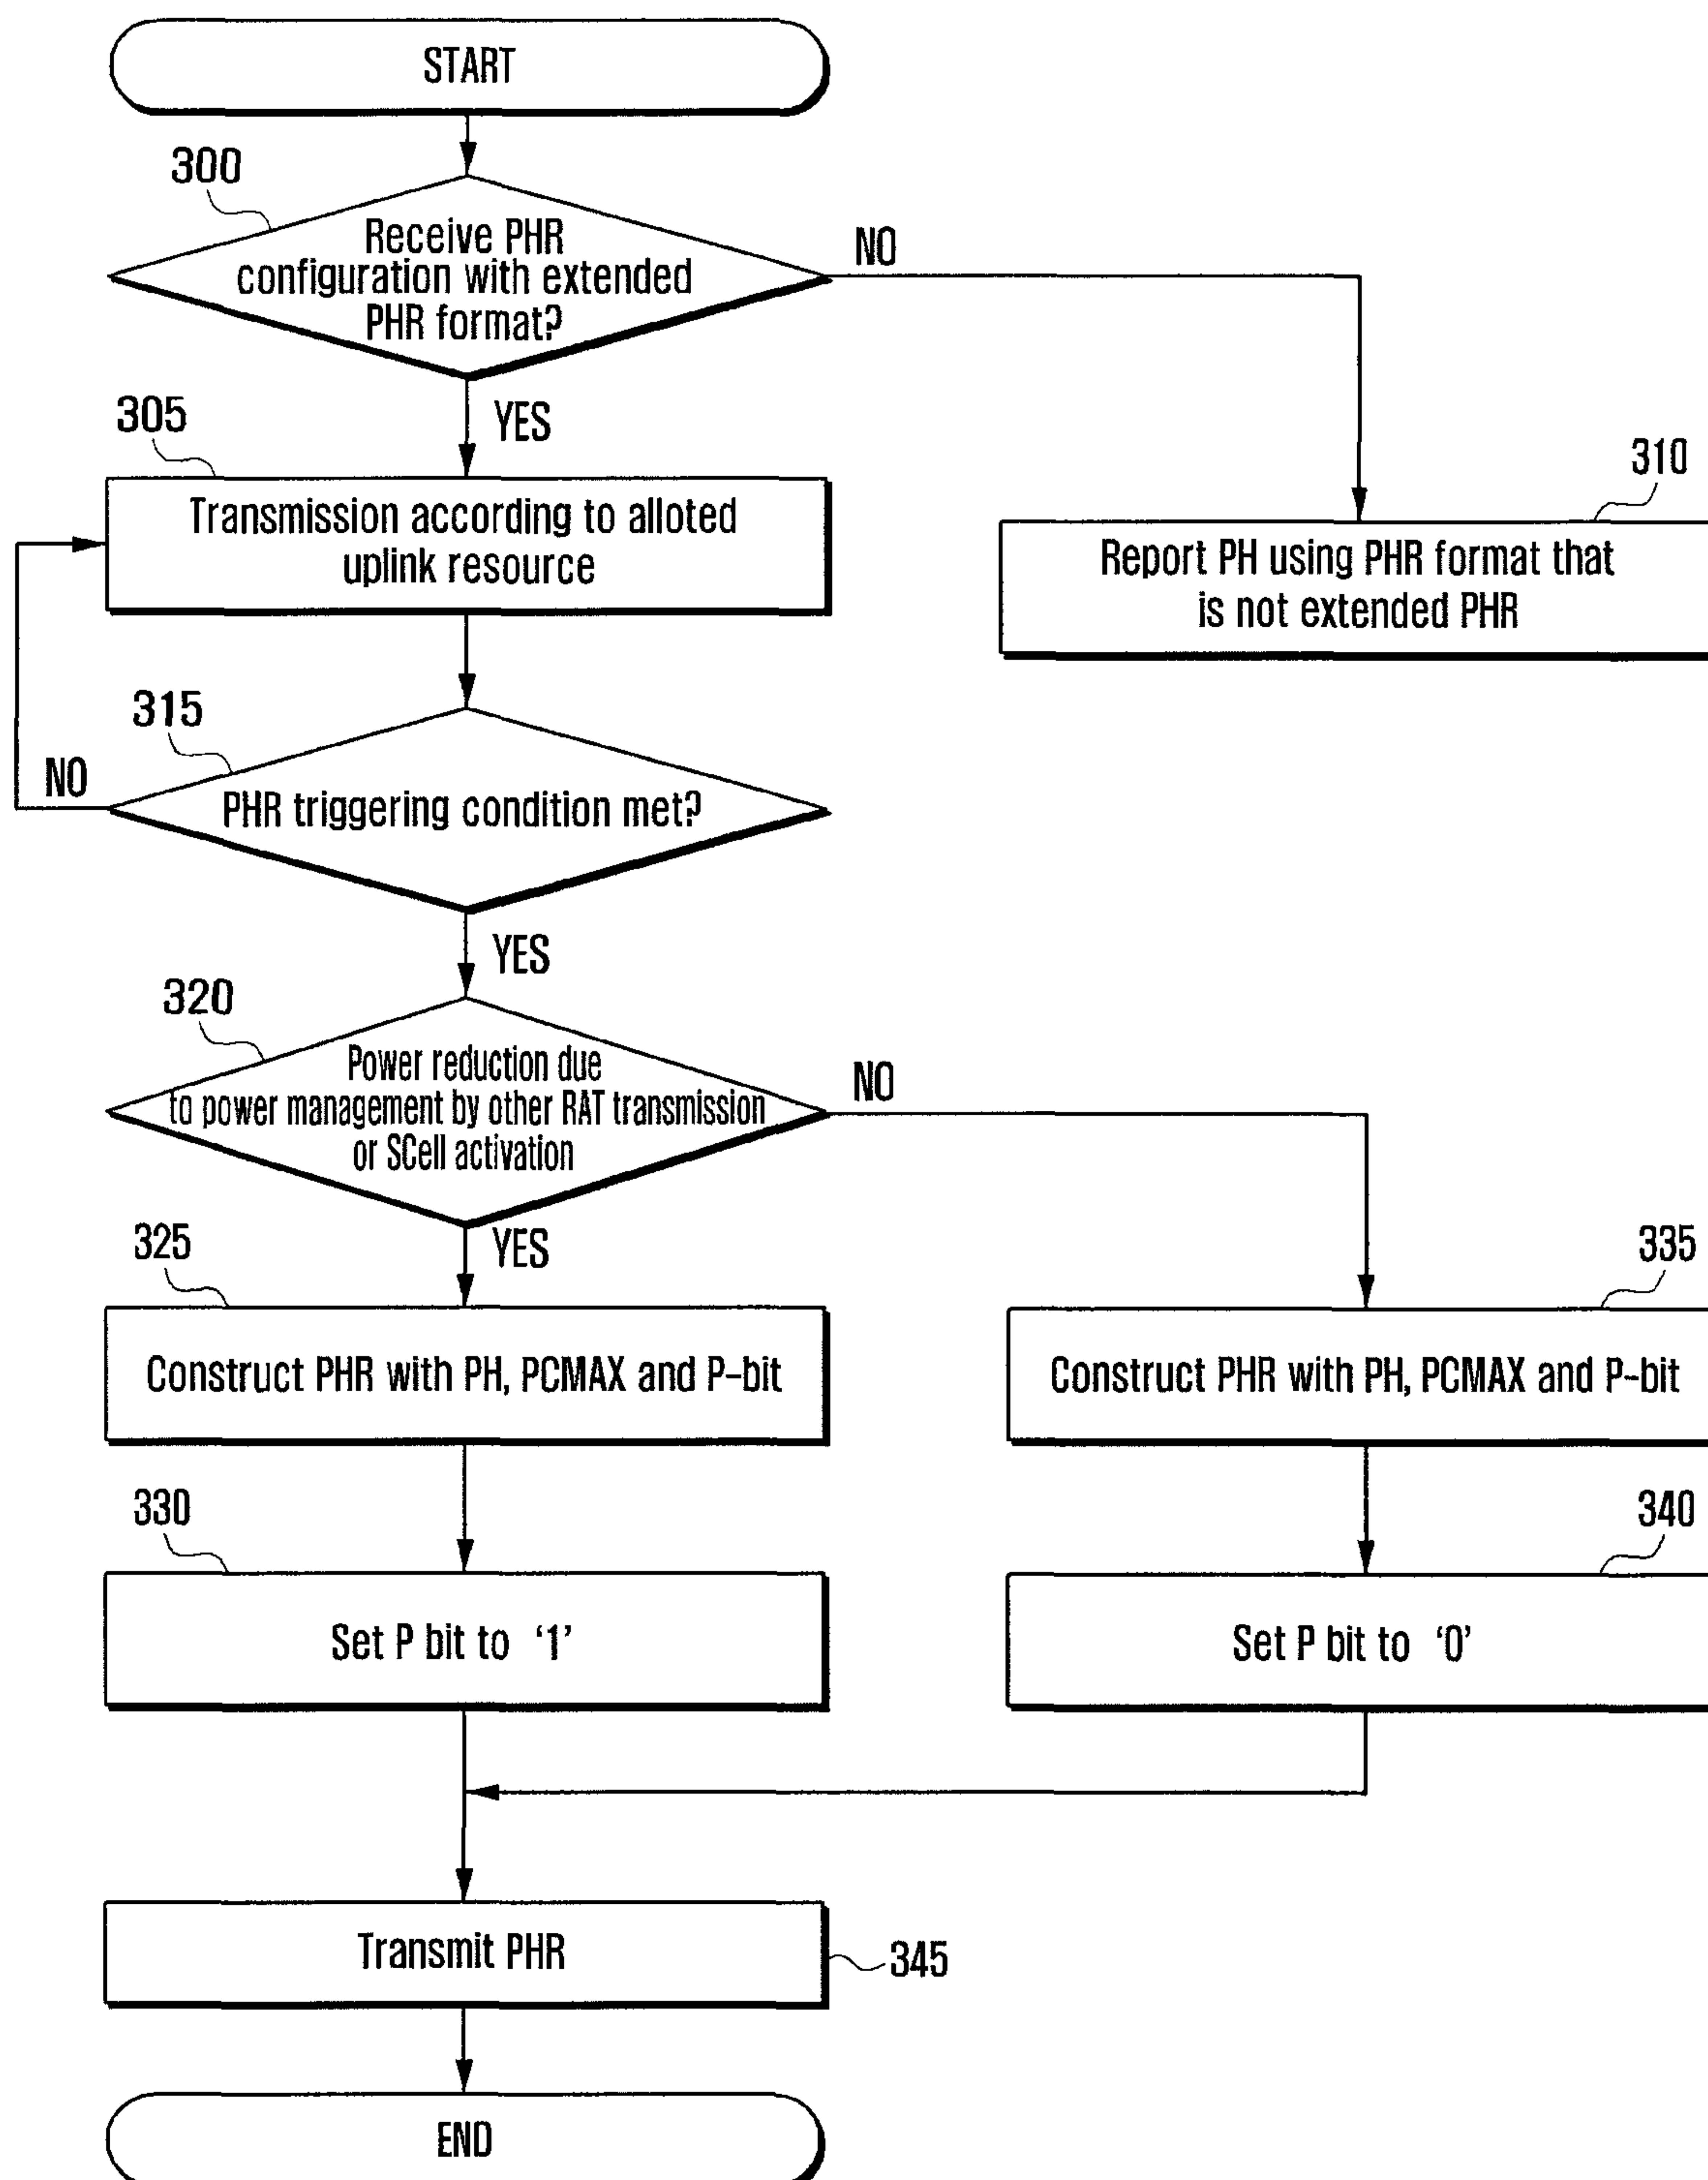 START
300
Receive PHR
configuration with extended
PHR format?
NO
YES
305
Transmission according to alloted
uplink resource
310
Report PH using PHR format that
is not extended PHR
315
NO
PHR triggering condition met?
YES
320
Power reduction due
to power management by other RAT transmission
or SCell activation
NO
YES
325
Construct PHR with PH, PCMAX and P-bit
335
Construct PHR with PH, PCMAX and P-bit
330
Set P bit to '1'
340
Set P bit to '0'
Transmit PHR
345
END